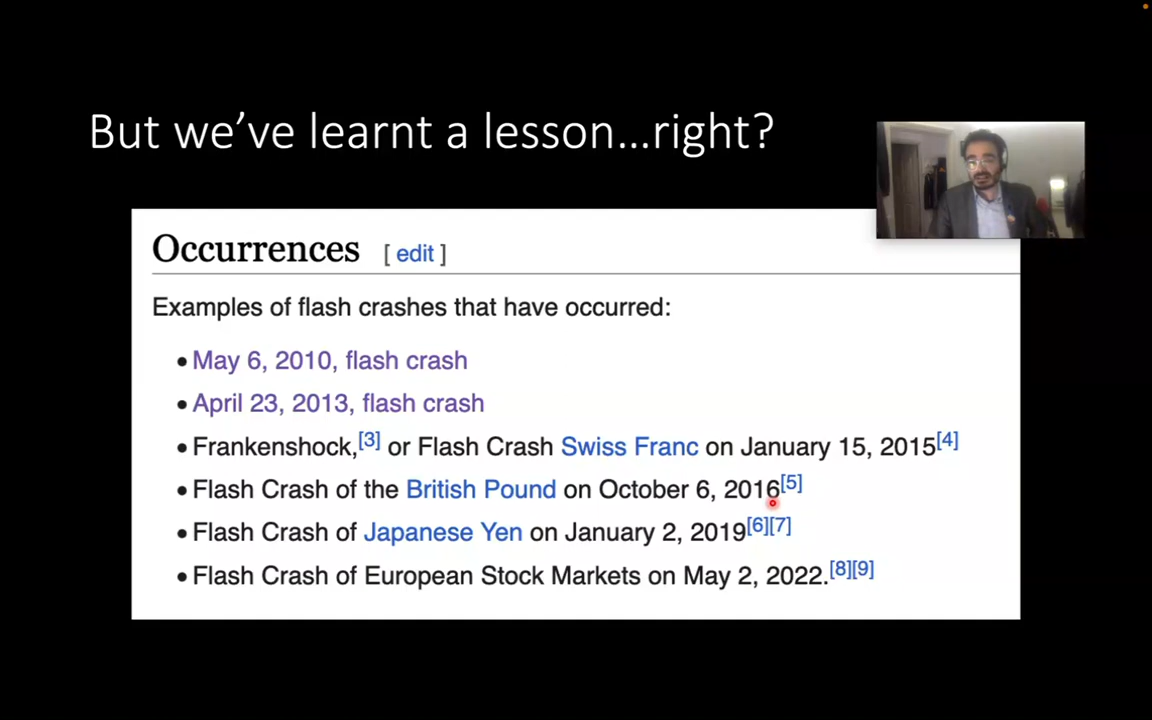 But we’ve learnt a lesson...right?
Occurrences [ edit ]
Examples of flash crashes that have occurred:
• May 6, 2010, flash crash
• April 23, 2013, flash crash
• Frankenshock,[3] or Flash Crash Swiss Franc on January 15, 2015[4]
• Flash Crash of the British Pound on October 6, 2016[5]
• Flash Crash of Japanese Yen on January 2, 2019[6][7]
• Flash Crash of European Stock Markets on May 2, 2022.[8][9]